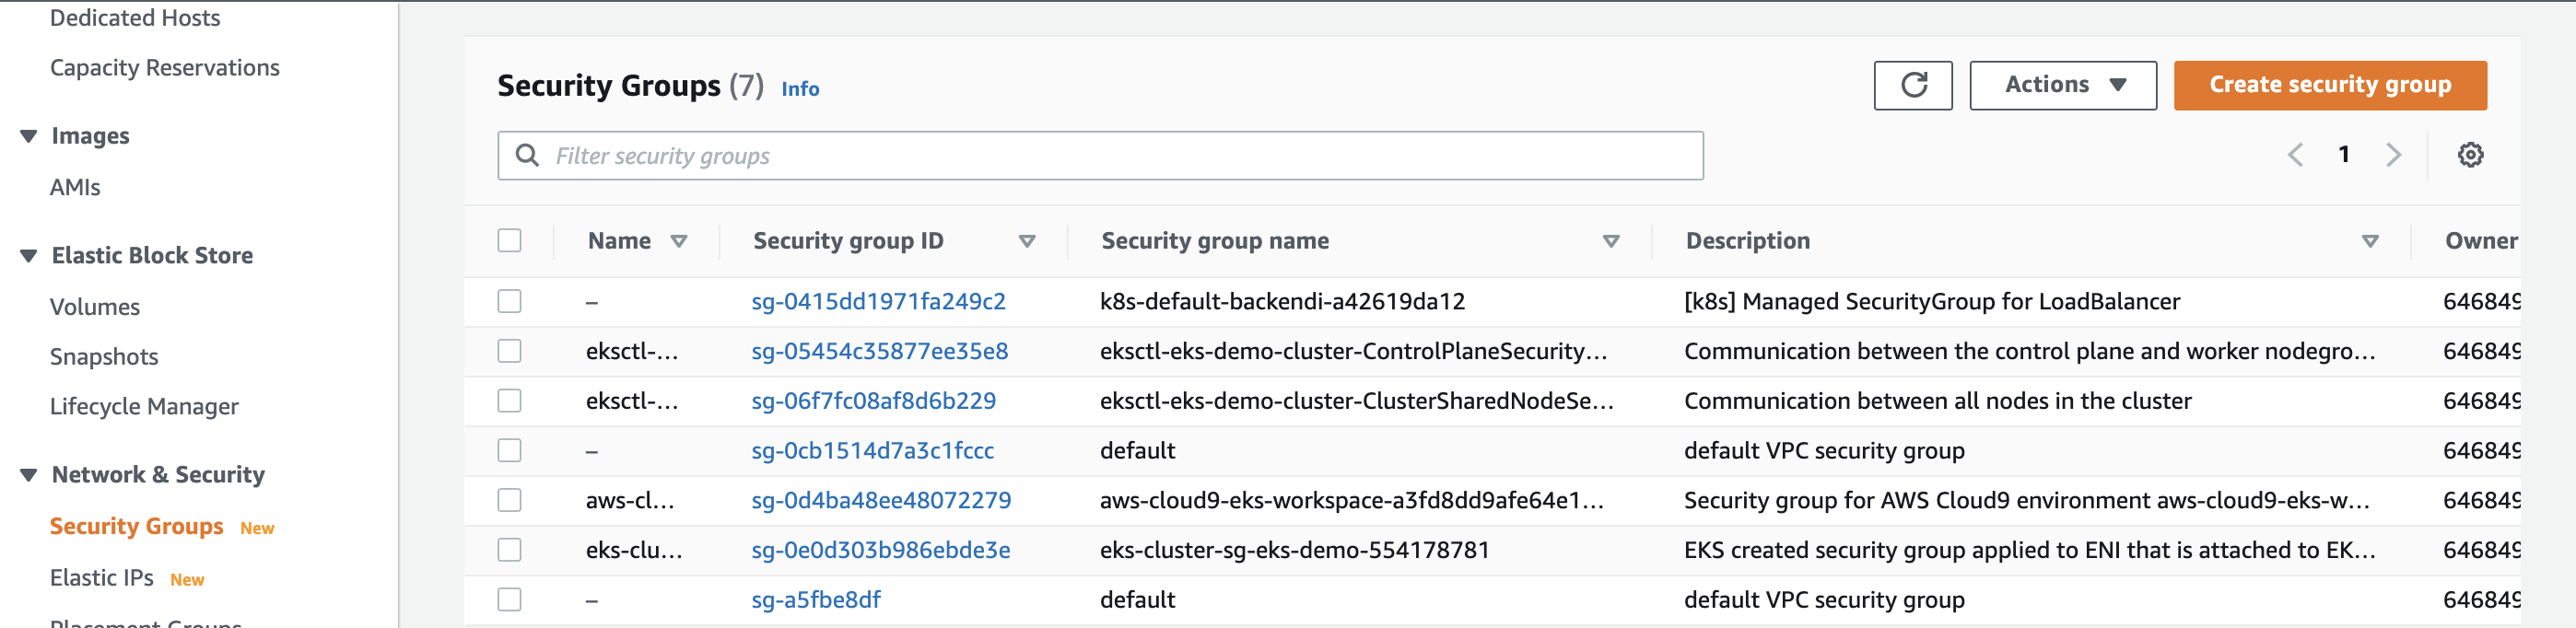 Dedicated Hosts
Capacity Reservations
Images
AMIs
Elastic Block Store
Volumes
Snapshots
Lifecycle Manager
Network & Security
Security Groups New
Elastic IPs New
Placement Groups
Security Groups (7) Info
Actions
Create security group
Filter security groups
1
Name Security group ID Security group name Description Owner
– sg-0415dd1971fa249c2 k8s-default-backendi-a42619da12 [k8s] Managed SecurityGroup for LoadBalancer 646849
eksctl-... sg-05454c35877ee35e8 eksctl-eks-demo-cluster-ControlPlaneSecurity... Communication between the control plane and worker nodegro... 646849
eksctl-... sg-06f7fc08af8d6b229 eksctl-eks-demo-cluster-ClusterSharedNodeSe... Communication between all nodes in the cluster 646849
– sg-0cb1514d7a3c1fccc default default VPC security group 646849
aws-cl... sg-0d4ba48ee48072279 aws-cloud9-eks-workspace-a3fd8dd9afe64e1... Security group for AWS Cloud9 environment aws-cloud9-eks-w... 646849
eks-clu... sg-0e0d303b986ebde3e eks-cluster-sg-eks-demo-554178781 EKS created security group applied to ENI that is attached to EK... 646849
– sg-a5fbe8df default default VPC security group 646849